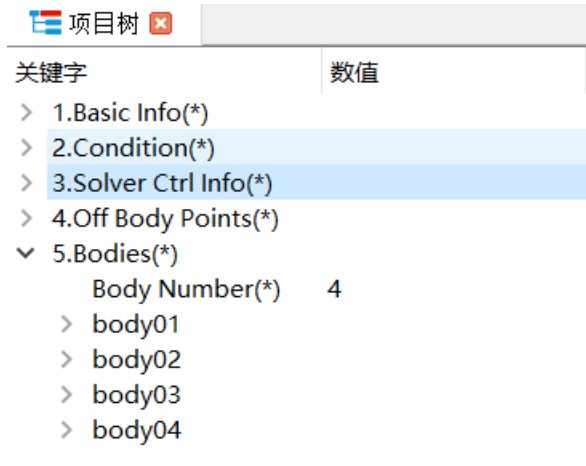 项目树
关键字 数值
1.Basic Info(*)
2.Condition(*)
3.Solver Ctrl Info(*)
4.Off Body Points(*)
5.Bodies(*)
Body Number(*) 4
body01
body02
body03
body04